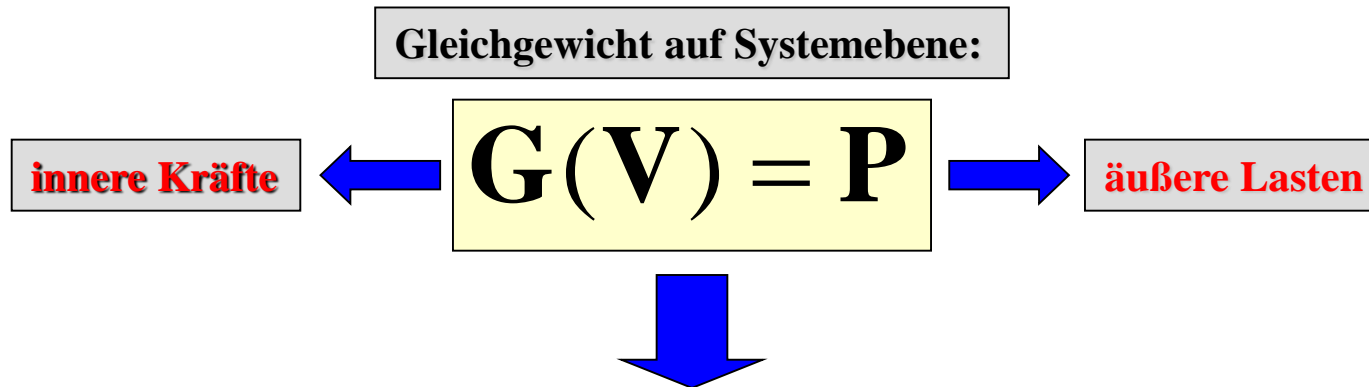 Gleichgewicht auf Systemebene:
innere Kräfte
G(V) = P
äußere Lasten